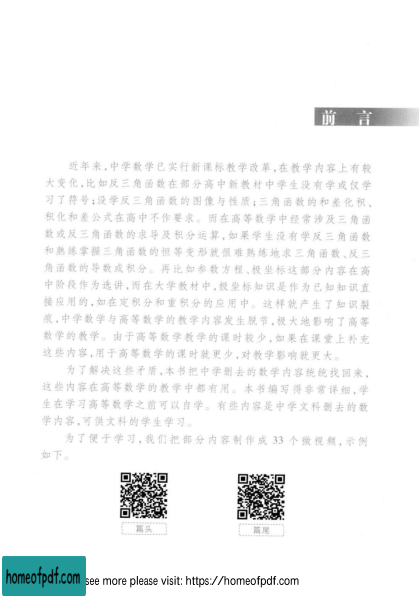 前 言
近年来,中学数学已实行新课标教学改革,在教学内容上有较
大变化,比如反三角函数在部分高中新教材中学生没有学或仅学
习了符号;没学反三角函数的图像与性质;三角函数的和差化积、
积化和差公式在高中不作要求。而在高等数学中经常涉及三角函
数或反三角函数的求导及积分运算,如果学生没有学反三角函数
和熟练掌握三角函数的恒等变形就很难熟练地求三角函数、反三
角函数的导数或积分。再比如参数方程、极坐标这部分内容在高
中阶段作为选讲,而在大学教材中,极坐标知识是作为已知知识直
接应用的,如在定积分和重积分的应用中。这样就产生了知识裂
痕,中学数学与高等数学的教学内容发生脱节,极大地影响了高等
数学的教学。由于高等数学教学的课时较少,如果在课堂上补充
这些内容,用于高等数学的课时就更少,对教学影响就更大。
为了解决这些矛盾,本书把中学删去的数学内容统统找回来,
这些内容在高等数学的教学中都有用。本书编写得非常详细,学
生在学习高等数学之前可以自学。有些内容是中学文科删去的数
学内容,可供文科的学生学习。
为了便于学习,我们把部分内容制作成 33 个微视频,示例
如下。
篇头
篇尾
homeofpdf.com
see more please visit: https://homeofpdf.com